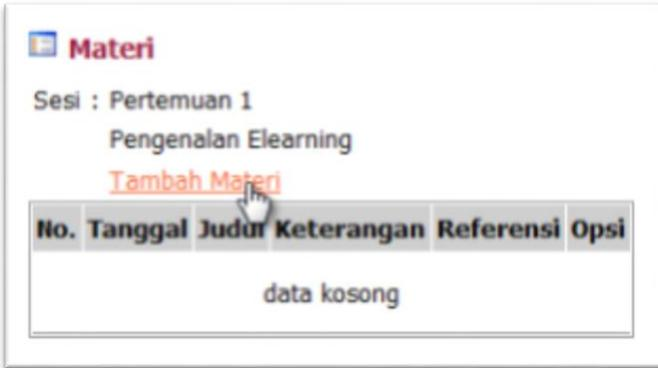 Materi
Sesi : Pertemuan 1
Pengenalan Elearning
Tambah Materi
No. Tanggal Judul Keterangan Referensi Opsi
data kosong